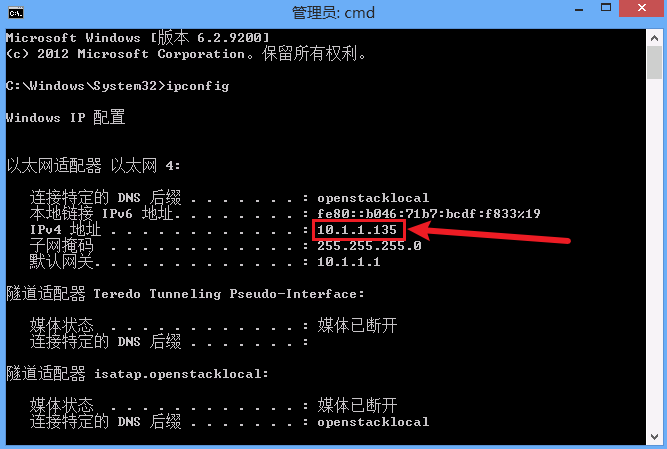 管理员: cmd
Microsoft Windows [版本 6.2.9200]
(c) 2012 Microsoft Corporation。保留所有权利。
C:\Windows\System32>ipconfig
Windows IP 配置
以太网适配器 以太网 4:
连接特定的 DNS 后缀 . . . . . . . : openstacklocal
本地链接 IPv6 地址. . . . . . . . : fe80::b046:71b7:bcdf:f833%19
IPv4 地址 . . . . . . . . . . . . : 10.1.1.135
子网掩码 . . . . . . . . . . . . : 255.255.255.0
默认网关. . . . . . . . . . . . . : 10.1.1.1
隧道适配器 Teredo Tunneling Pseudo-Interface:
媒体状态 . . . . . . . . . . . . : 媒体已断开
连接特定的 DNS 后缀 . . . . . . . :
隧道适配器 isatap.openstacklocal:
媒体状态 . . . . . . . . . . . . : 媒体已断开
连接特定的 DNS 后缀 . . . . . . . : openstacklocal